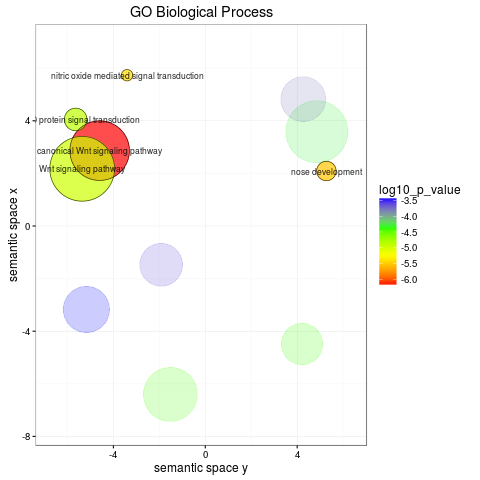 GO Biological Process
nitric oxide mediated signal transduction
protein signal transduction
canonical Wnt signaling pathway
Wnt signaling pathway
nose development
4
0
-4
-8
-4
0
4
semantic space x
semantic space y
log10_p_value
-3.5
-4.0
-4.5
-5.0
-5.5
-6.0